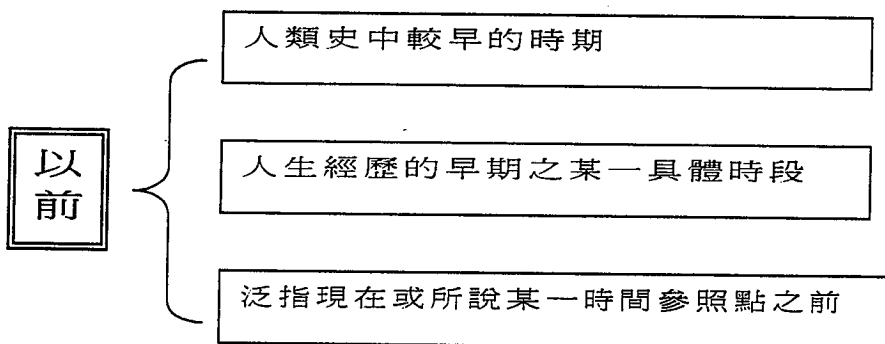 人類史中較早的時期
以
前
人生經歷的早期之某一具體時段
泛指現在或所說某一時間參照點之前